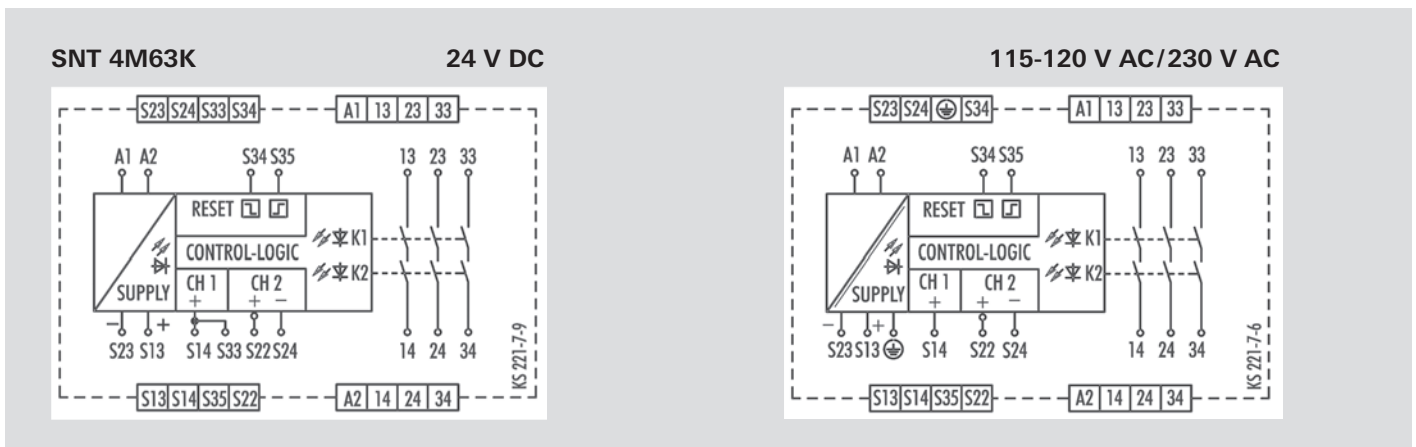 SNT 4M63K 24 V DC 115-120 V AC/230 V AC
S23 S24 S33 S34 A1 13 23 33
A1 A2 S34 S35 13 23 33
RESET
CONTROL-LOGIC K1
CH 1 CH 2 K2
SUPPLY + + −
− +
S23 S13 S14 S33 S22 S24 14 24 34
KS 221-7-9
S13 S14 S35 S22 A2 14 24 34
S23 S24 S34 A1 13 23 33
A1 A2 S34 S35 13 23 33
RESET
CONTROL-LOGIC K1
CH 1 CH 2 K2
SUPPLY + + −
− +
S23 S13 S14 S22 S24 14 24 34
KS 221-7-6
S13 S14 S35 S22 A2 14 24 34